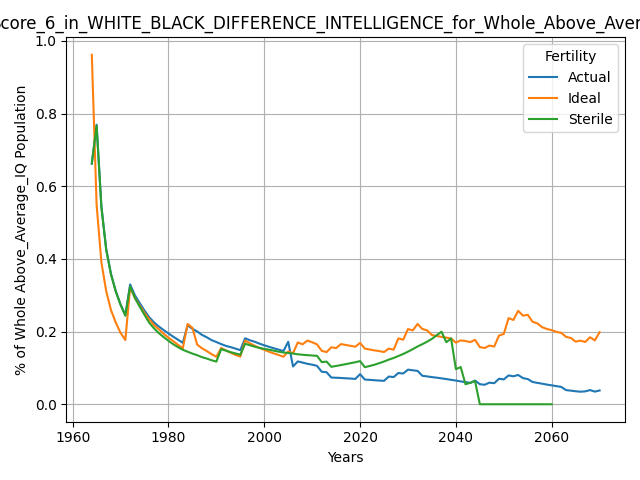 core_6_in_WHITE_BLACK_DIFFERENCE_INTELLIGENCE_for_Whole_Above_Aver
1.0
0.8
0.6
0.4
0.2
0.0
% of Whole Above_Average_IQ Population
Fertility
Actual
Ideal
Sterile
1960
1980
2000
2020
2040
2060
Years